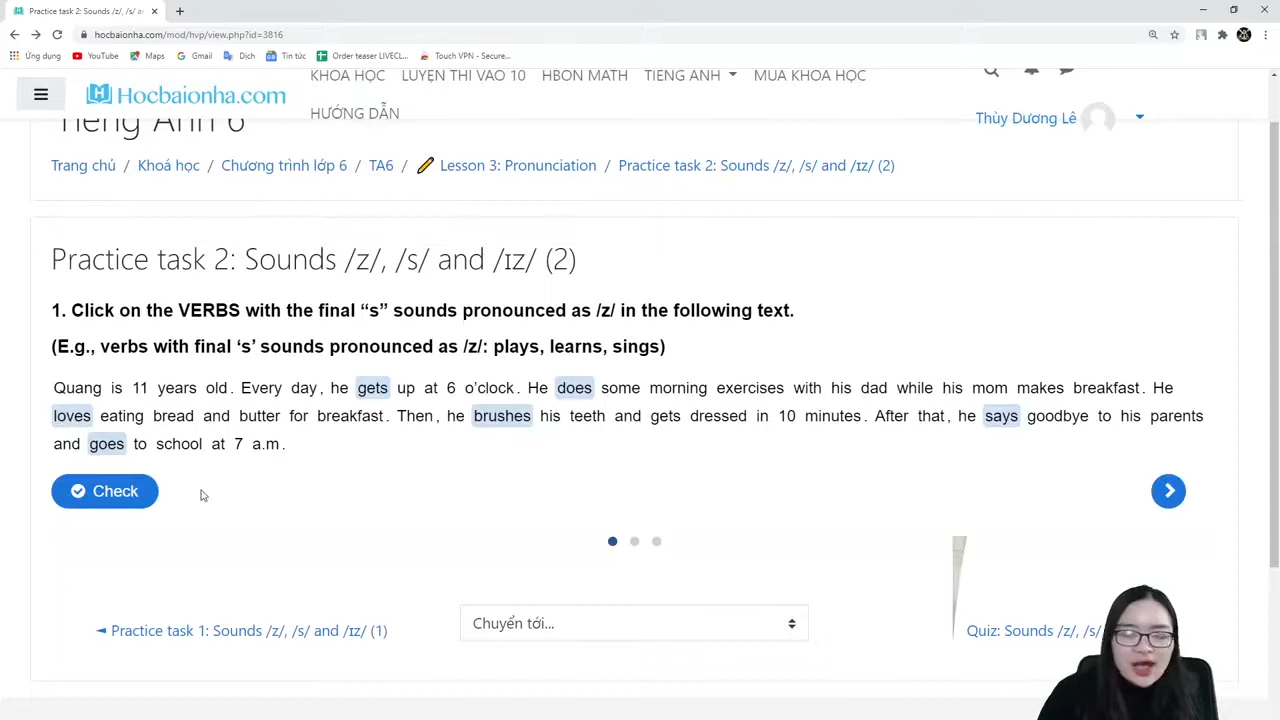 Practice task 2: Sounds /z/, /s/ a
hocbaionha.com/mod/hvp/view.php?id=3816
Ứng dụng YouTube Maps Gmail Dịch Tin tức Order teaser LIVECL... Touch VPN - Secure...
KHOÁ HỌC LUYỆN THI VÀO 10 HBON MATH TIẾNG ANH MUA KHOÁ HỌC
Hocbaionha.com
HƯỚNG DẪN
Thùy Dương Lê
Tiếng Anh 6
Trang chủ / Khoá học / Chương trình lớp 6 / TA6 / Lesson 3: Pronunciation / Practice task 2: Sounds /z/, /s/ and /ɪz/ (2)
Practice task 2: Sounds /z/, /s/ and /ɪz/ (2)
1. Click on the VERBS with the final “s” sounds pronounced as /z/ in the following text.
(E.g., verbs with final ‘s’ sounds pronounced as /z/: plays, learns, sings)
Quang is 11 years old. Every day, he gets up at 6 o’clock. He does some morning exercises with his dad while his mom makes breakfast. He
loves eating bread and butter for breakfast. Then, he brushes his teeth and gets dressed in 10 minutes. After that, he says goodbye to his parents
and goes to school at 7 a.m.
Check
Chuyển tới...
◄ Practice task 1: Sounds /z/, /s/ and /ɪz/ (1)
Quiz: Sounds /z/, /s/